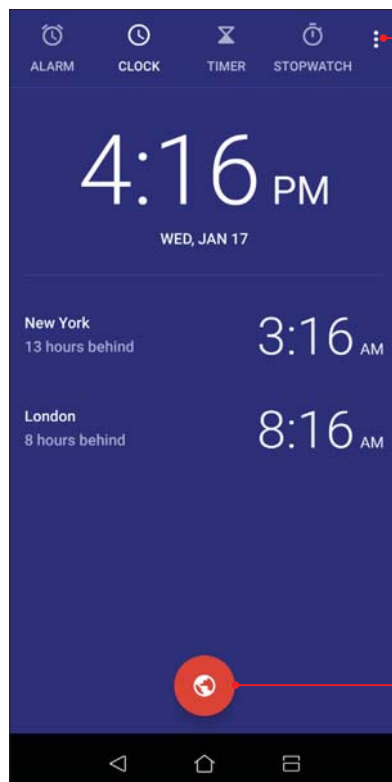 ALARM CLOCK TIMER STOPWATCH
4:16 PM
WED, JAN 17
New York
13 hours behind
3:16 AM
London
8 hours behind
8:16 AM